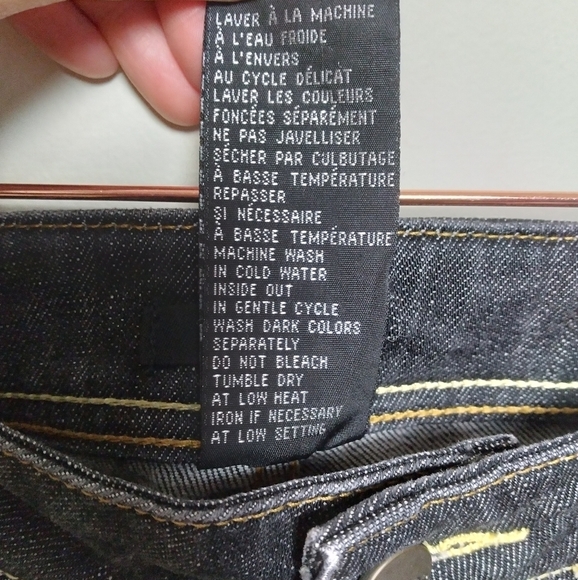 LAVER À LA MACHINE
À L'EAU FROIDE
À L'ENVERS
AU CYCLE DÉLICAT
LAVER LES COULEURS
FONCÉES SÉPARÉMENT
NE PAS JAVELLISER
SÉCHER PAR CULBUTAGE
À BASSE TEMPÉRATURE
REPASSER
SI NÉCESSAIRE
À BASSE TEMPÉRATURE
MACHINE WASH
IN COLD WATER
INSIDE OUT
IN GENTLE CYCLE
WASH DARK COLORS
SEPARATELY
DO NOT BLEACH
TUMBLE DRY
AT LOW HEAT
IRON IF NECESSARY
AT LOW SETTING